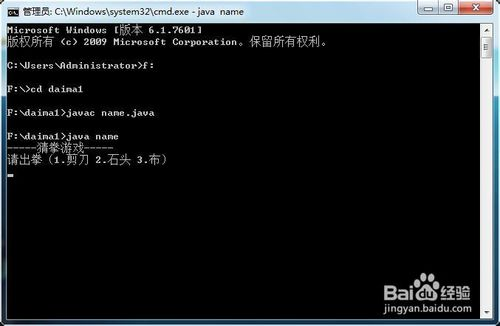 管理员: C:\Windows\system32\cmd.exe - java name
Microsoft Windows [版本 6.1.7601]
版权所有 (c) 2009 Microsoft Corporation。保留所有权利。
C:\Users\Administrator>f:
F:\>cd daima1
F:\daima1>javac name.java
F:\daima1>java name
-----猜拳游戏-----
请出拳（1.剪刀 2.石头 3.布）
Baidu经验
jingyan.baidu.com